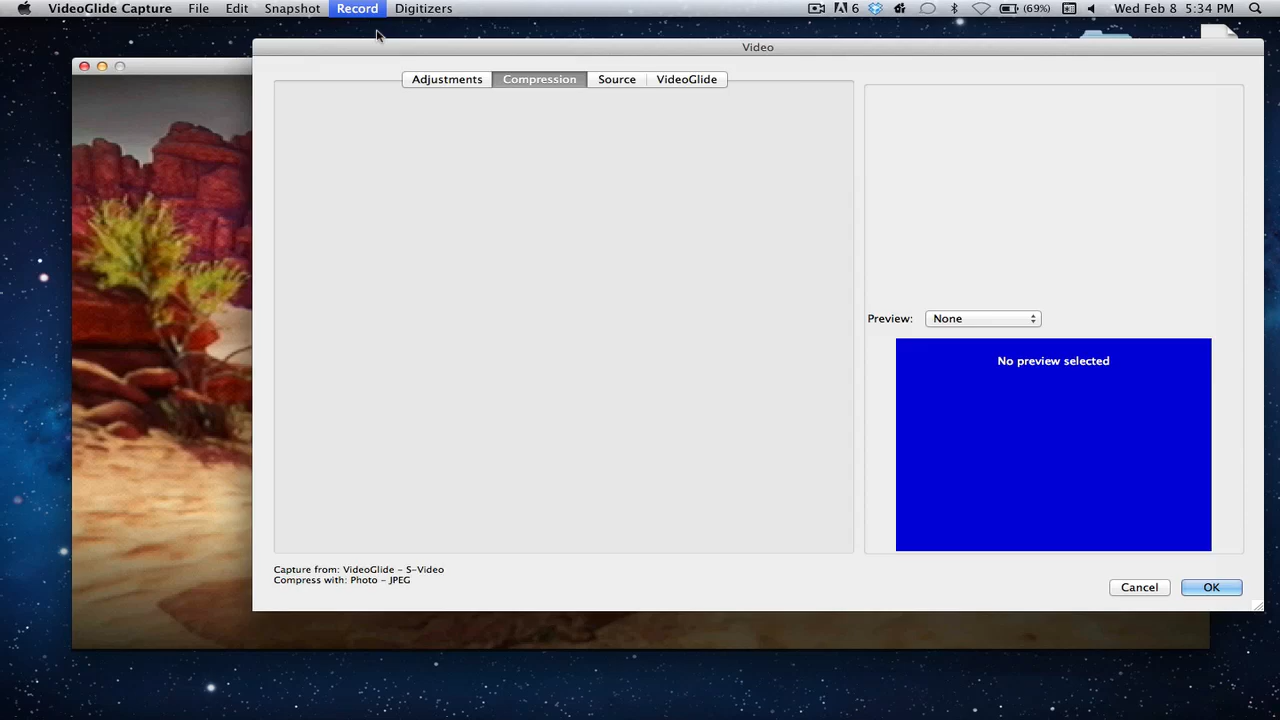 VideoGlide Capture File Edit Snapshot Record Digitizers 6 (69%) Wed Feb 8 5:34 PM
Video
Adjustments Compression Source VideoGlide
Preview: None
No preview selected
Capture from: VideoGlide – S-Video
Compress with: Photo – JPEG
Cancel OK